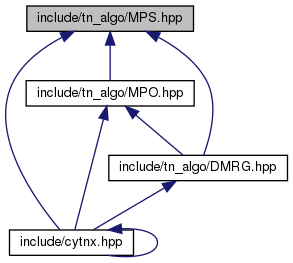 include/tn_algo/MPS.hpp
include/tn_algo/MPO.hpp
include/tn_algo/DMRG.hpp
include/cytnx.hpp